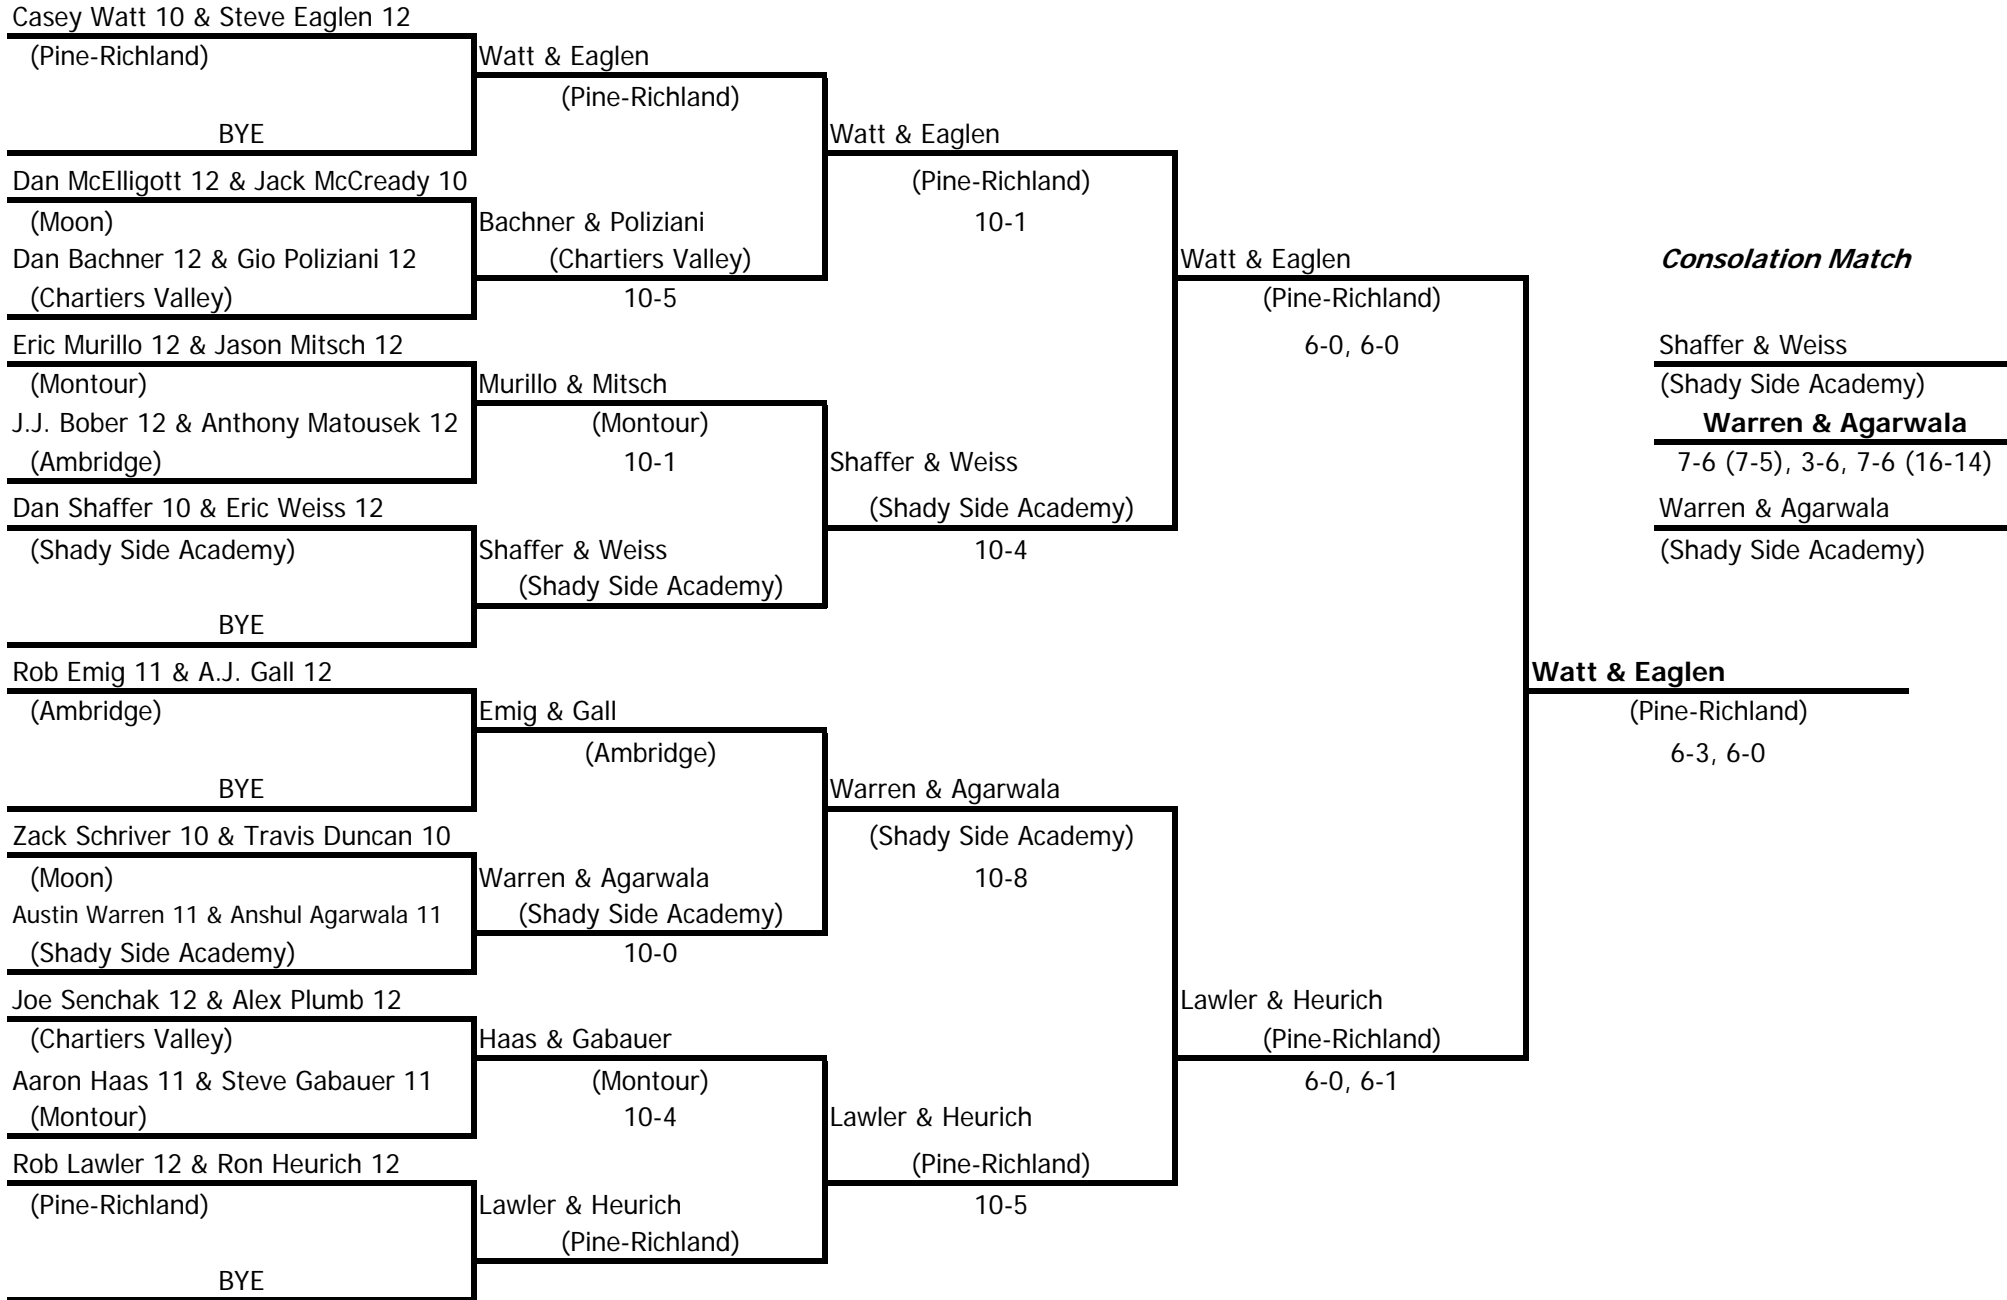 Casey Watt 10 & Steve Eaglen 12
(Pine-Richland)
BYE
Dan McElligott 12 & Jack McCready 10
(Moon)
Dan Bachner 12 & Gio Poliziani 12
(Chartiers Valley)
Eric Murillo 12 & Jason Mitsch 12
(Montour)
J.J. Bober 12 & Anthony Matousek 12
(Ambridge)
Dan Shaffer 10 & Eric Weiss 12
(Shady Side Academy)
BYE
Rob Emig 11 & A.J. Gall 12
(Ambridge)
BYE
Zack Schriver 10 & Travis Duncan 10
(Moon)
Austin Warren 11 & Anshul Agarwala 11
(Shady Side Academy)
Joe Senchak 12 & Alex Plumb 12
(Chartiers Valley)
Aaron Haas 11 & Steve Gabauer 11
(Montour)
Rob Lawler 12 & Ron Heurich 12
(Pine-Richland)
BYE
Watt & Eaglen
(Pine-Richland)
Bachner & Poliziani
(Chartiers Valley)
10-5
Murillo & Mitsch
(Montour)
10-1
Shaffer & Weiss
(Shady Side Academy)
Emig & Gall
(Ambridge)
Warren & Agarwala
(Shady Side Academy)
10-0
Haas & Gabauer
(Montour)
10-4
Lawler & Heurich
(Pine-Richland)
Watt & Eaglen
(Pine-Richland)
10-1
Shaffer & Weiss
(Shady Side Academy)
10-4
Warren & Agarwala
(Shady Side Academy)
10-8
Lawler & Heurich
(Pine-Richland)
10-5
Watt & Eaglen
(Pine-Richland)
6-0, 6-0
Lawler & Heurich
(Pine-Richland)
6-0, 6-1
Watt & Eaglen
(Pine-Richland)
6-3, 6-0
Consolation Match
Shaffer & Weiss
(Shady Side Academy)
Warren & Agarwala
7-6 (7-5), 3-6, 7-6 (16-14)
Warren & Agarwala
(Shady Side Academy)